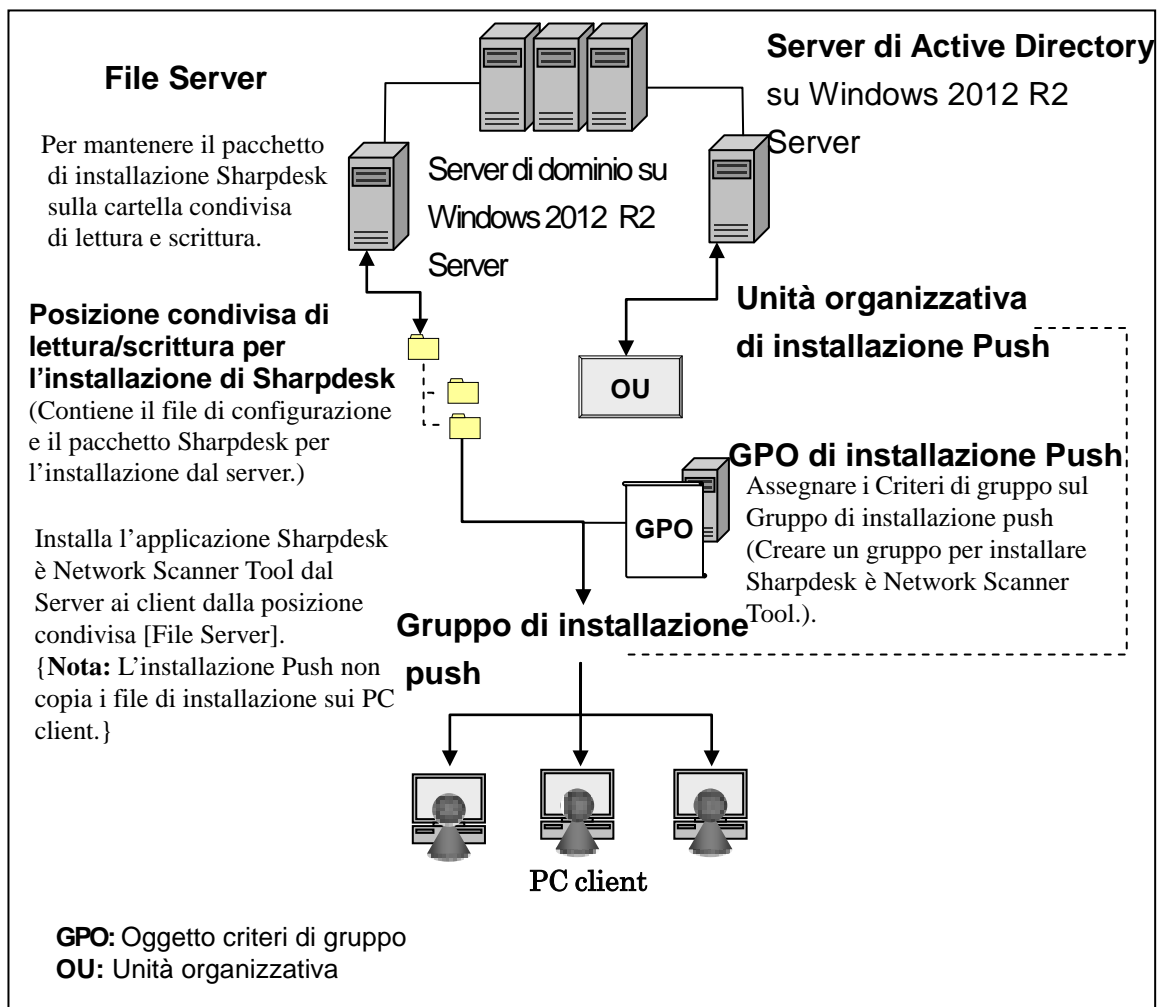 File Server
Per mantenere il pacchetto
di installazione Sharpdesk
sulla cartella condivisa
di lettura e scrittura.
Server di dominio su
Windows 2012 R2
Server
Server di Active Directory
su Windows 2012 R2
Server
Posizione condivisa di
lettura/scrittura per
l’installazione di Sharpdesk
(Contiene il file di configurazione
e il pacchetto Sharpdesk per
l’installazione dal server.)
Unità organizzativa
di installazione Push
OU
GPO di installazione Push
Assegnare i Criteri di gruppo sul
Gruppo di installazione push
(Creare un gruppo per installare
Sharpdesk è Network Scanner
Tool.).
GPO
Installa l’applicazione Sharpdesk
è Network Scanner Tool dal
Server ai client dalla posizione
condivisa [File Server].
{Nota: L’installazione Push non
copia i file di installazione sui PC
client.}
Gruppo di installazione
push
PC client
GPO: Oggetto criteri di gruppo
OU: Unità organizzativa